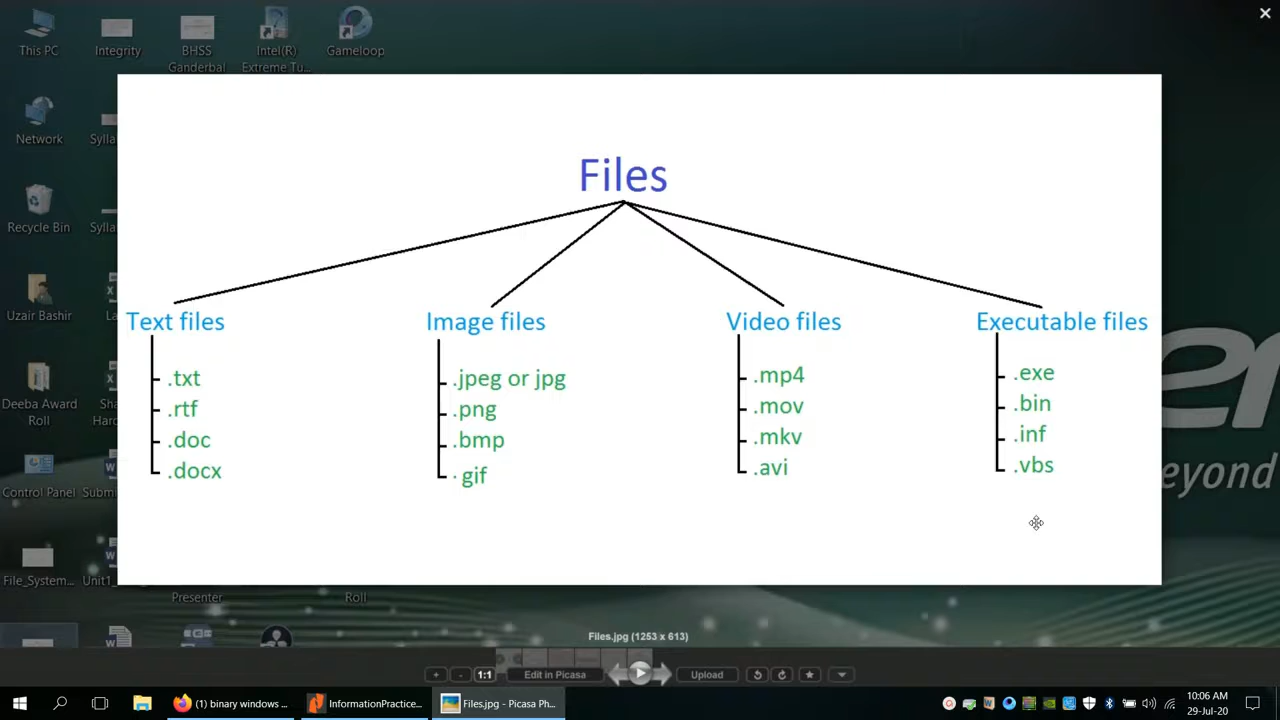 This PC
Integrity
BHSS
Ganderbal
Intel(R)
Extreme Tu...
Gameloop
Network
Recycle Bin
Uzair Bashir
Deeba Award
Roll
Control Panel
File_System...
Presenter
Roll
Files
Text files
.txt
.rtf
.doc
.docx
Image files
.jpeg or jpg
.png
.bmp
. gif
Video files
.mp4
.mov
.mkv
.avi
Executable files
.exe
.bin
.inf
.vbs
eyond
Files.jpg (1253 x 613)
1:1
Edit in Picasa
Upload
(1) binary windows ...
InformationPractice...
Files.jpg - Picasa Ph...
10:06 AM
29-Jul-20